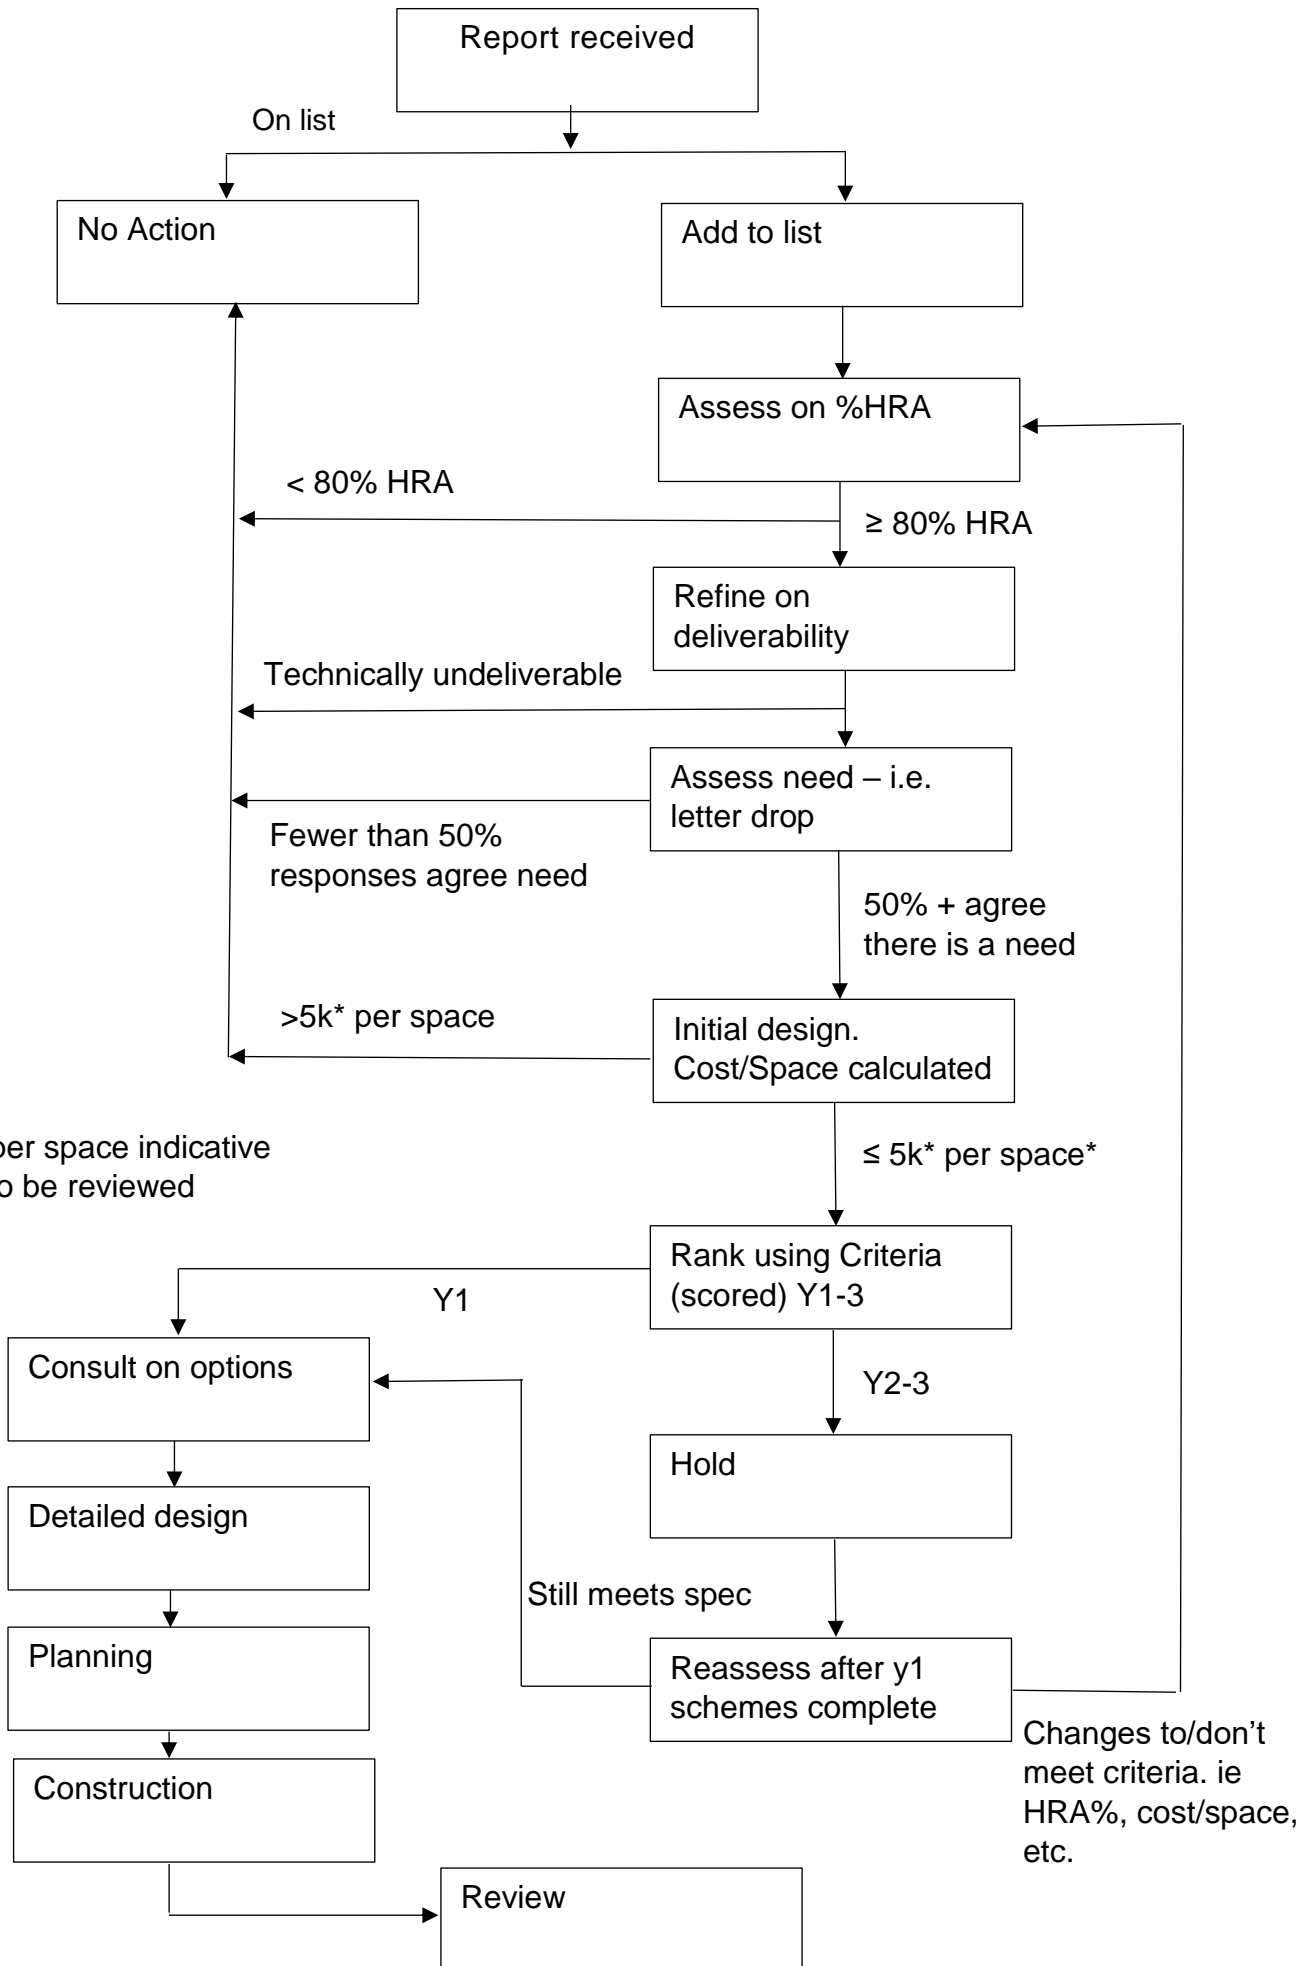 Report received
On list
No Action
Add to list
Assess on %HRA
< 80% HRA
≥ 80% HRA
Refine on
deliverability
Technically undeliverable
Assess need – i.e.
letter drop
Fewer than 50%
responses agree need
50% + agree
there is a need
>5k* per space
Initial design.
Cost/Space calculated
per space indicative
o be reviewed
≤ 5k* per space*
Rank using Criteria
(scored) Y1-3
Y1
Consult on options
Y2-3
Hold
Detailed design
Still meets spec
Planning
Reassess after y1
schemes complete
Changes to/don’t
meet criteria. ie
HRA%, cost/space,
etc.
Construction
Review